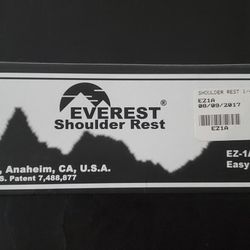 EVEREST®
Shoulder Rest
SHOULDER REST 1/
EZ1A
08/09/2017
EZ1A
, Anaheim, CA, U.S.A.
S. Patent 7,488,877
EZ-1A
Easy